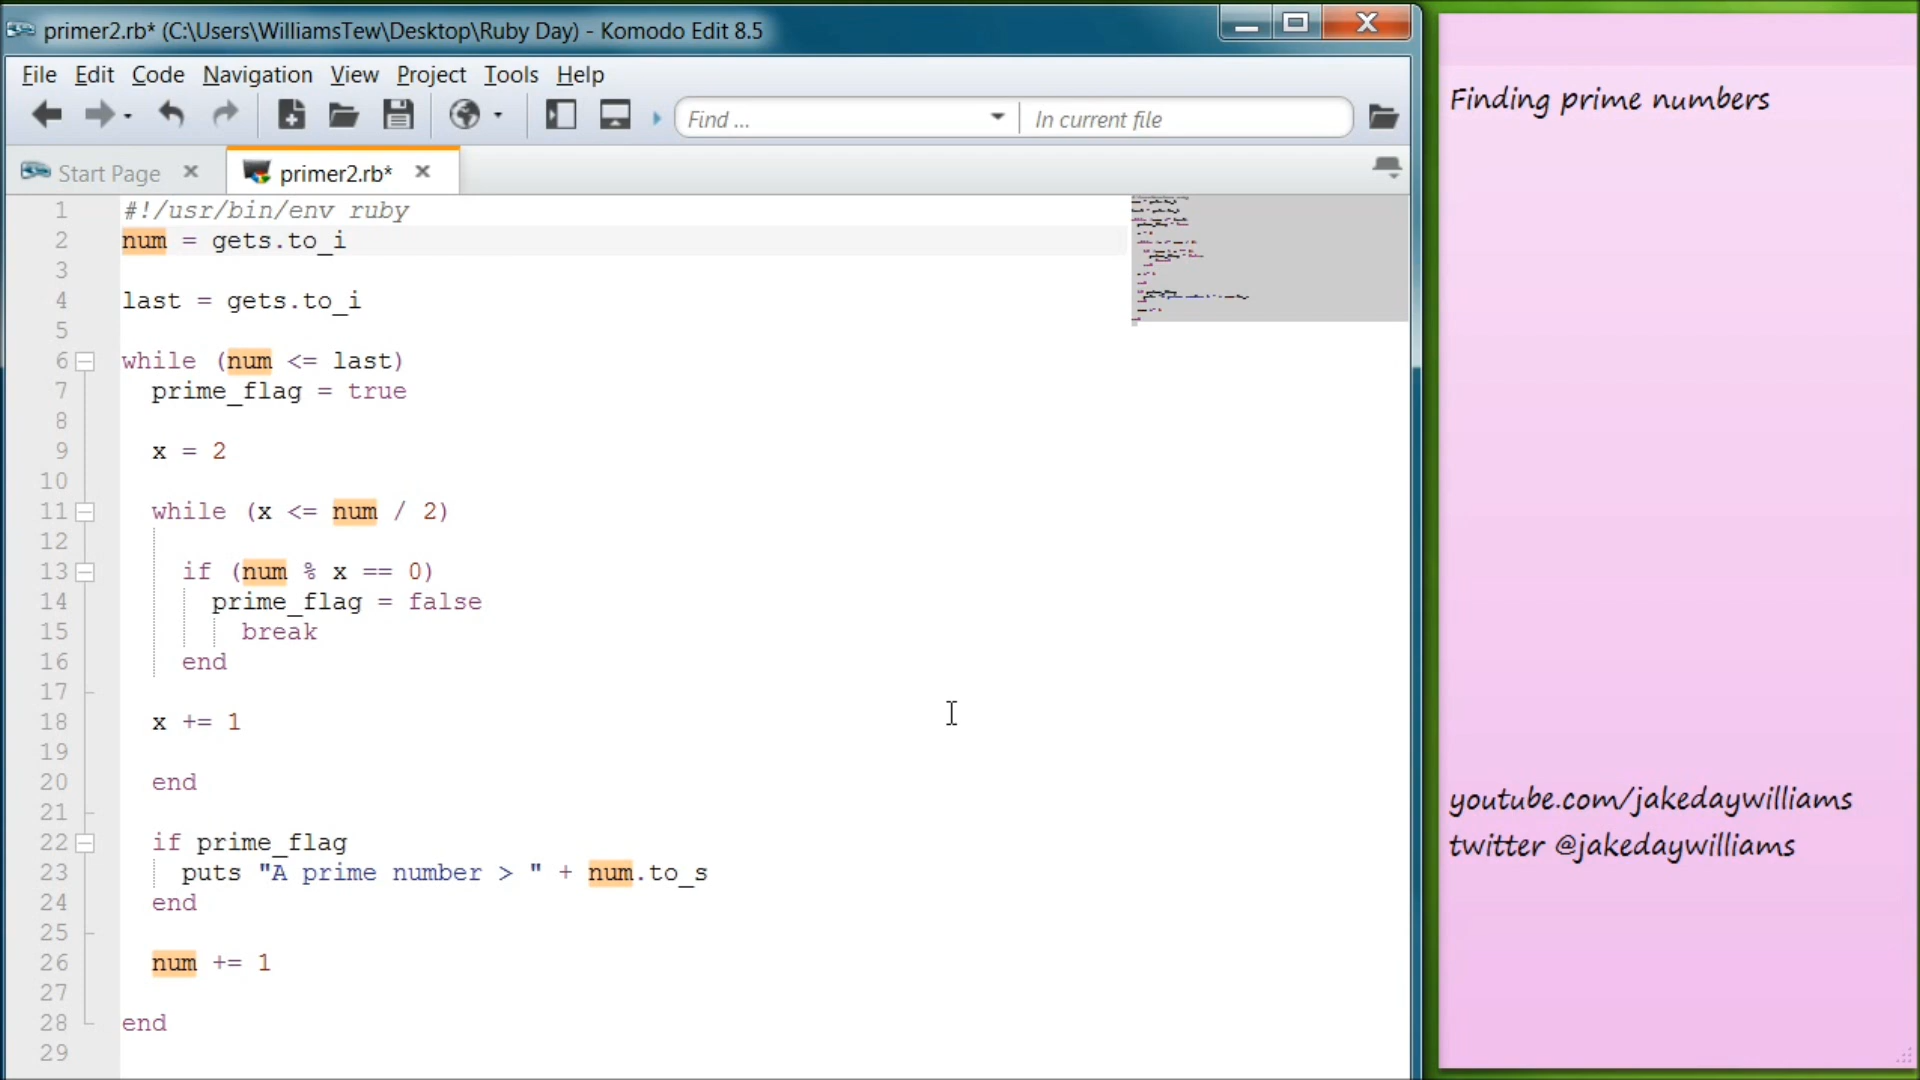 primer2.rb* (C:\Users\WilliamsTew\Desktop\Ruby Day) - Komodo Edit 8.5
File Edit Code Navigation View Project Tools Help
Find ... In current file
Start Page primer2.rb*
1 #!/usr/bin/env ruby
2 num = gets.to_i
3
4 last = gets.to_i
5
6 while (num <= last)
7 prime_flag = true
8
9 x = 2
10
11 while (x <= num / 2)
12
13 if (num % x == 0)
14 prime_flag = false
15 break
16 end
17
18 x += 1
19
20 end
21
22 if prime_flag
23 puts "A prime number > " + num.to_s
24 end
25
26 num += 1
27
28 end
29
Finding prime numbers
youtube.com/jakedaywilliams
twitter @jakedaywilliams